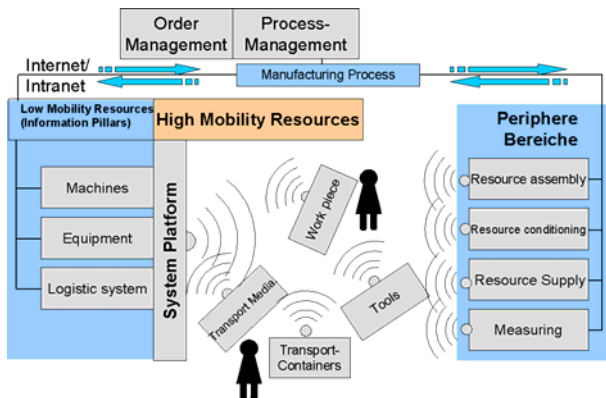 Order
Management
Process-
Management
Internet/
Intranet
Manufacturing Process
Low Mobility Resources
(Information Pillars)
High Mobility Resources
Periphere
Bereiche
Machines
Equipment
Logistic system
System Platform
Work piece
Transport Media,
Tools
Transport-
Containers
Resource assembly
Resource conditioning
Resource Supply
Measuring